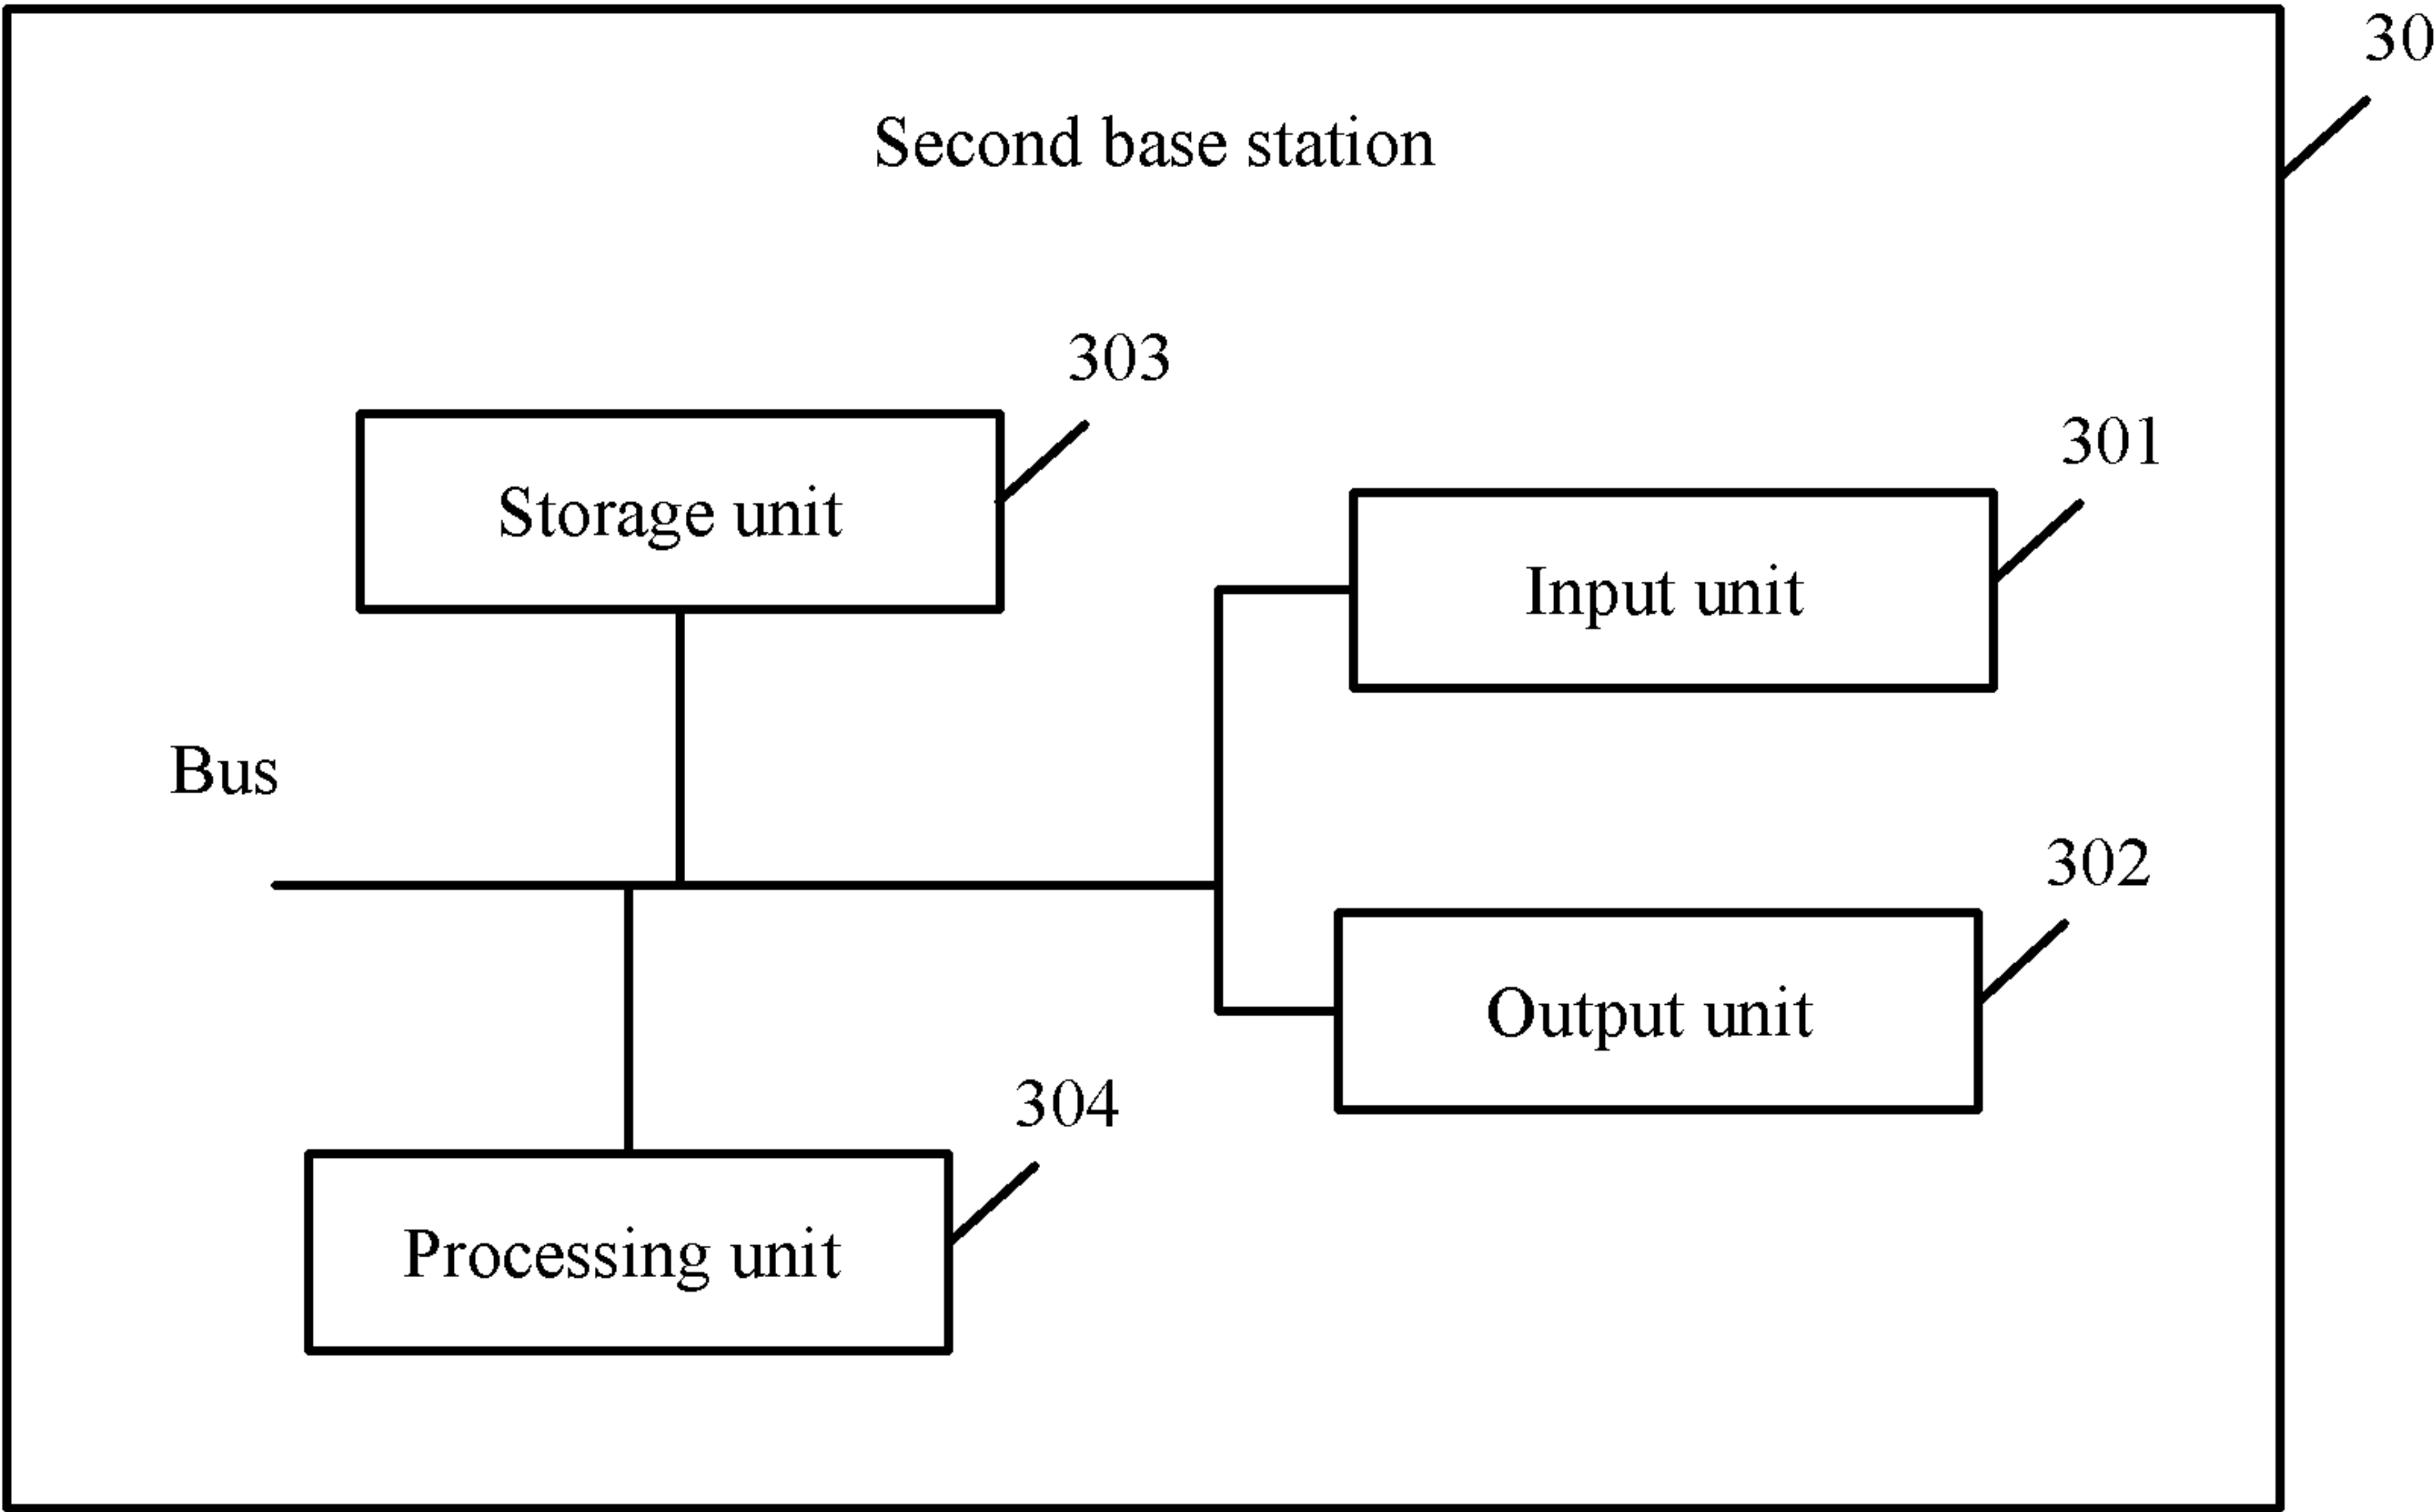 30
Second base station
303
Storage unit
301
Input unit
Bus
302
Output unit
304
Processing unit